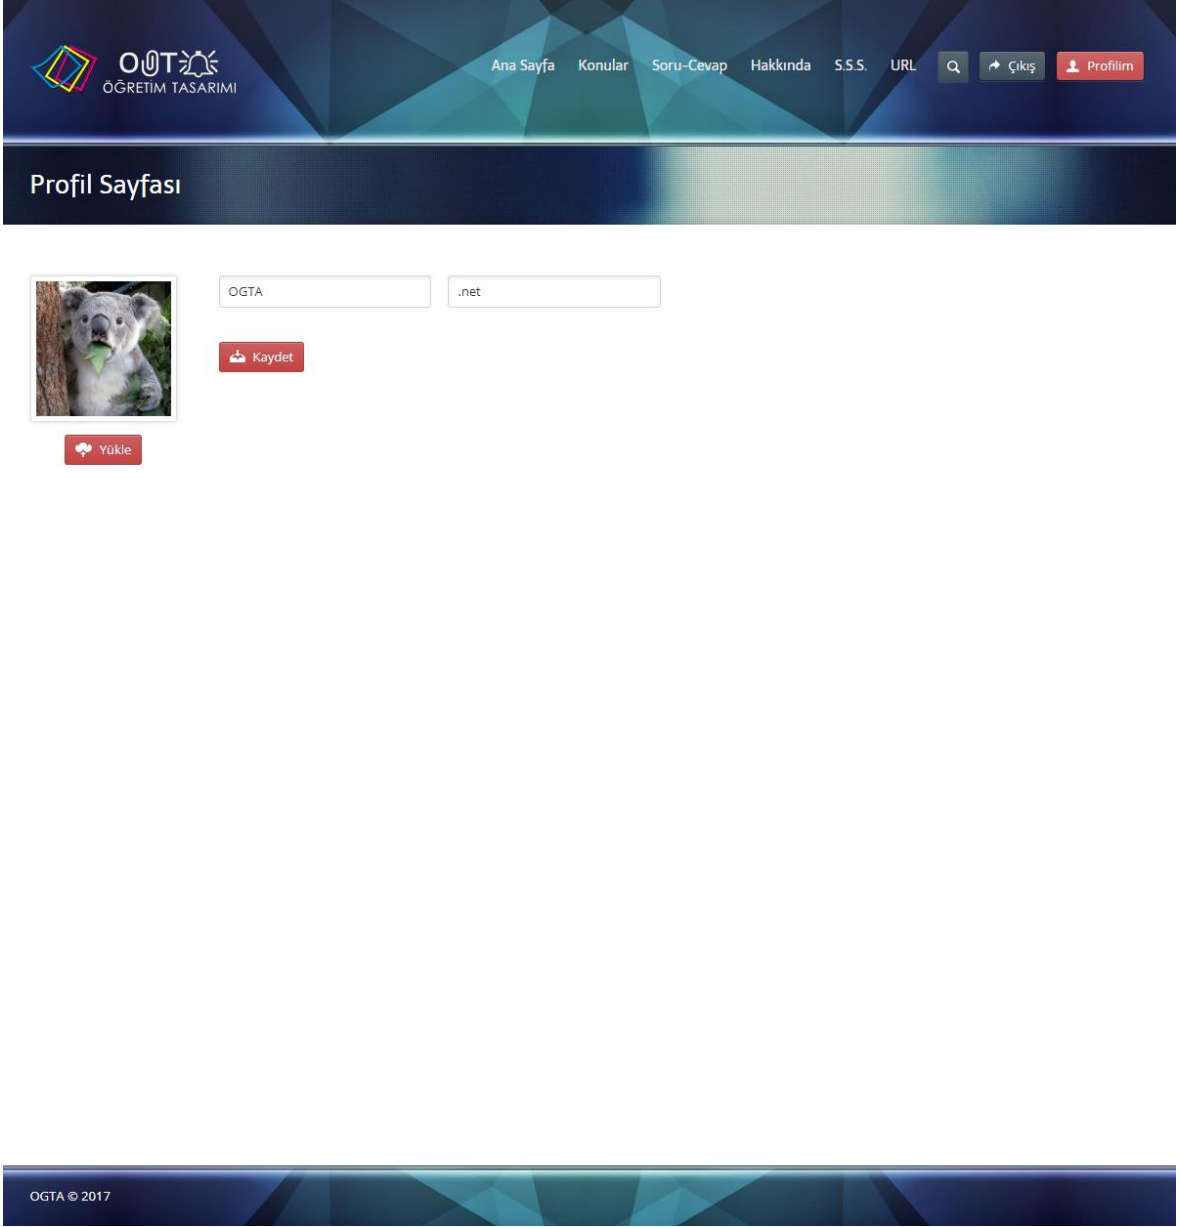 ÖĞRETİM TASARIMI
Ana Sayfa Konular Soru-Cevap Hakkında S.S.S. URL Çıkış Profilim
Profil Sayfası
OGTA .net
Kaydet
Yükle
OGTA © 2017